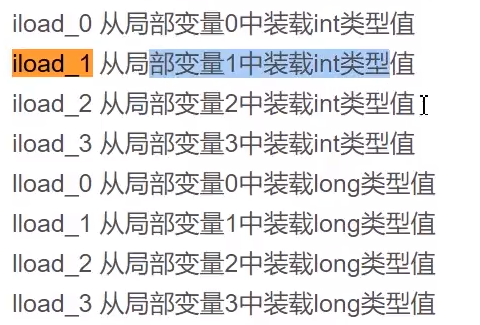 iload_0 从局部变量0中装载int类型值
iload_1 从局部变量1中装载int类型值
iload_2 从局部变量2中装载int类型值
iload_3 从局部变量3中装载int类型值
lload_0 从局部变量0中装载long类型值
lload_1 从局部变量1中装载long类型值
lload_2 从局部变量2中装载long类型值
lload_3 从局部变量3中装载long类型值